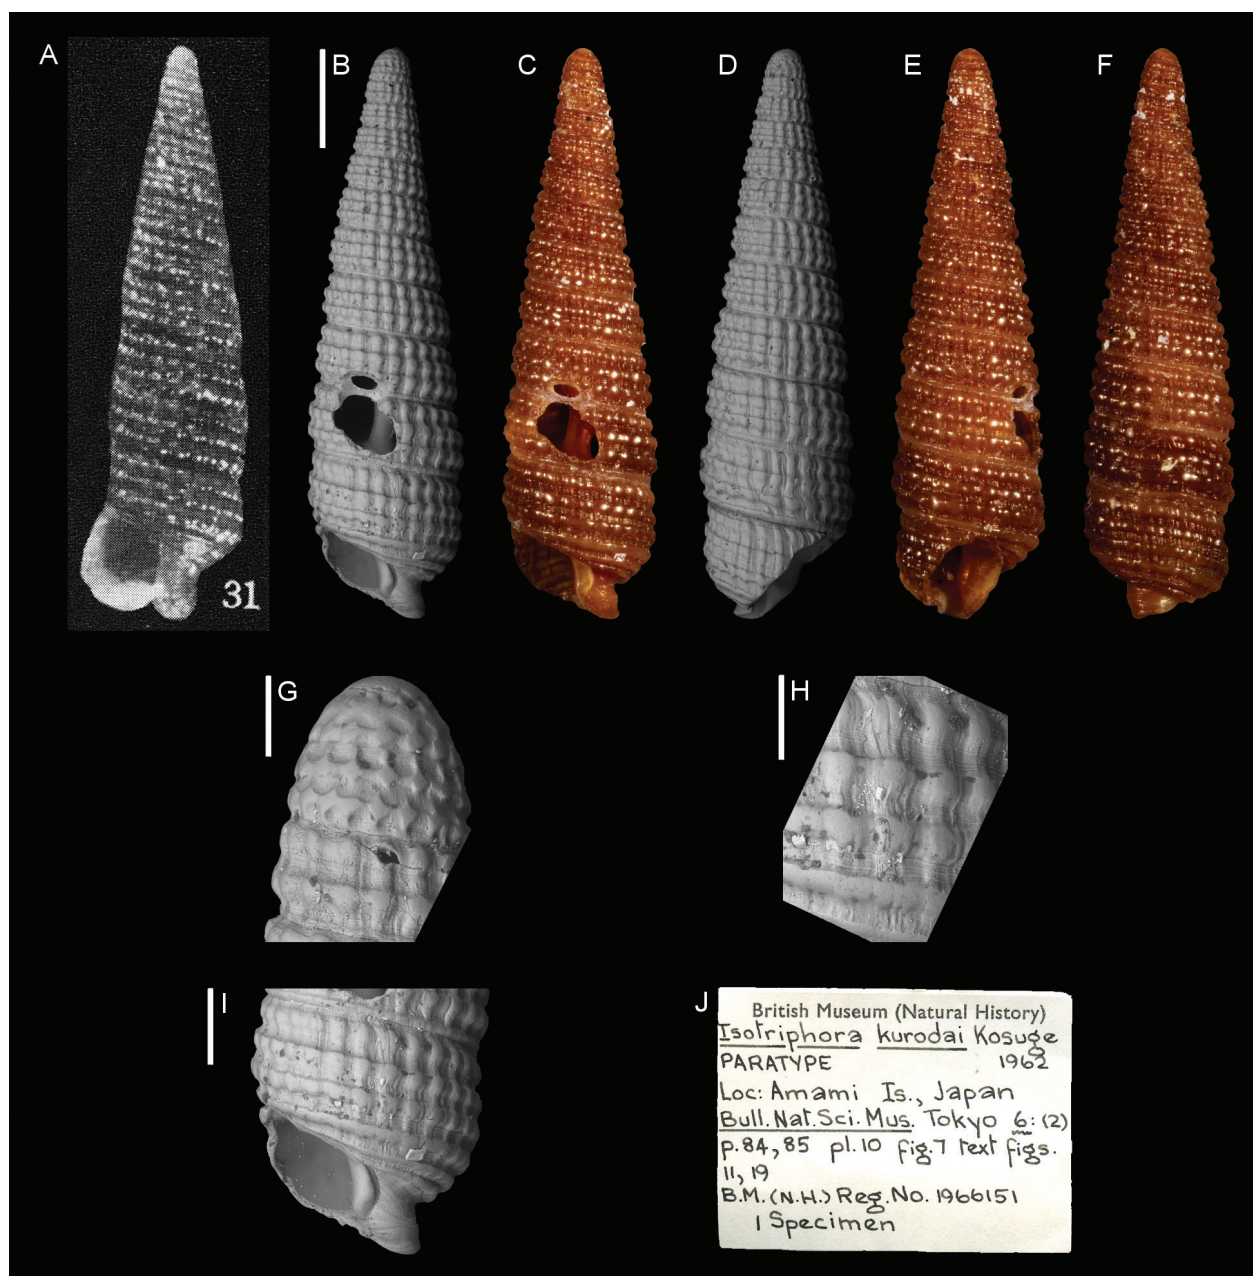 A
B
C
D
E
F
31
G
H
I
J
British Museum (Natural History)
Isotriphora kurodai Kosuge
PARATYPE 1962
Loc: Amami Is., Japan
Bull. Nat. Sci. Mus. Tokyo 6: (2)
p.84, 85 pl.10 fig.7 text figs.
11, 19
B.M. (N.H.) Reg. No. 1966151
1 Specimen